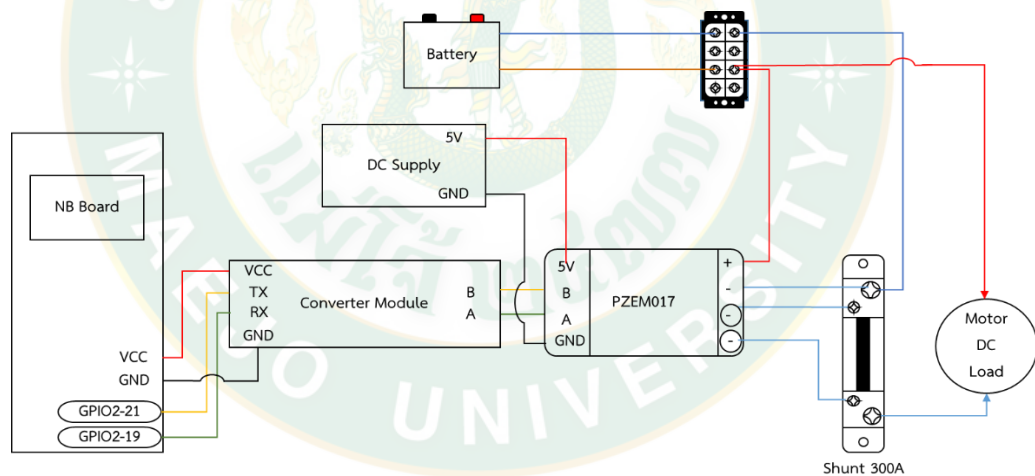 Battery
5V
DC Supply
GND
NB Board
VCC
TX
RX
GND
Converter Module
B
A
5V
B
A
GND
PZEM017
+
-
-
-
Motor
DC
Load
VCC
GND
GPIO2-21
GPIO2-19
Shunt 300A
MAEJO UNIVERSITY